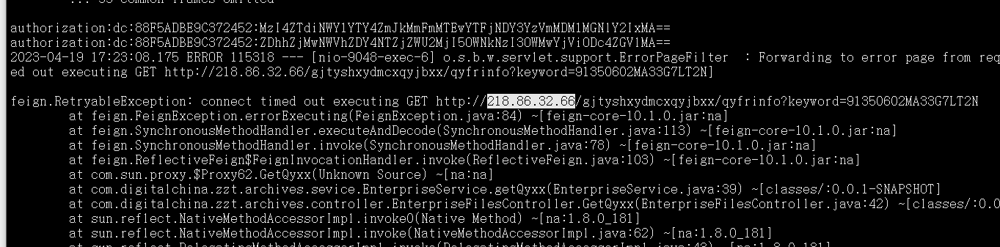 ... 55 common frames omitted
authorization:dc:88F5ADBE9C372452:MzI4ZTdiNWY1YTY4ZmJkMmFmMTEwYTFjNDY3YzVmMDM1MGN1Y2IxMA==
authorization:dc:88F5ADBE9C372452:ZDhhZjMwNWVhZDY4NTZjZWU2MjI5OWNkNzI3OWMwYjViODc4ZGV1MA==
2023-04-19 17:23:08.175 ERROR 115318 --- [nio-9048-exec-6] o.s.b.w.servlet.support.ErrorPageFilter  : Forwarding to error page from req
ed out executing GET http://218.86.32.66/gjtyshxydmcxqyjbxx/qyfrinfo?keyword=91350602MA33G7LT2N]
feign.RetryableException: connect timed out executing GET http://218.86.32.66/gjtyshxydmcxqyjbxx/qyfrinfo?keyword=91350602MA33G7LT2N
at feign.FeignException.errorExecuting(FeignException.java:84) ~[feign-core-10.1.0.jar:na]
at feign.SynchronousMethodHandler.executeAndDecode(SynchronousMethodHandler.java:113) ~[feign-core-10.1.0.jar:na]
at feign.SynchronousMethodHandler.invoke(SynchronousMethodHandler.java:78) ~[feign-core-10.1.0.jar:na]
at feign.ReflectiveFeign$FeignInvocationHandler.invoke(ReflectiveFeign.java:103) ~[feign-core-10.1.0.jar:na]
at com.sun.proxy.$Proxy62.GetQyxx(Unknown Source) ~[na:na]
at com.digitalchina.zzt.archives.sevice.EnterpriseService.getQyxx(EnterpriseService.java:39) ~[classes/:0.0.1-SNAPSHOT]
at com.digitalchina.zzt.archives.controller.EnterpriseFilesController.GetQyxx(EnterpriseFilesController.java:42) ~[classes/:0.0
at sun.reflect.NativeMethodAccessorImpl.invoke0(Native Method) ~[na:1.8.0_181]
at sun.reflect.NativeMethodAccessorImpl.invoke(NativeMethodAccessorImpl.java:62) ~[na:1.8.0_181]